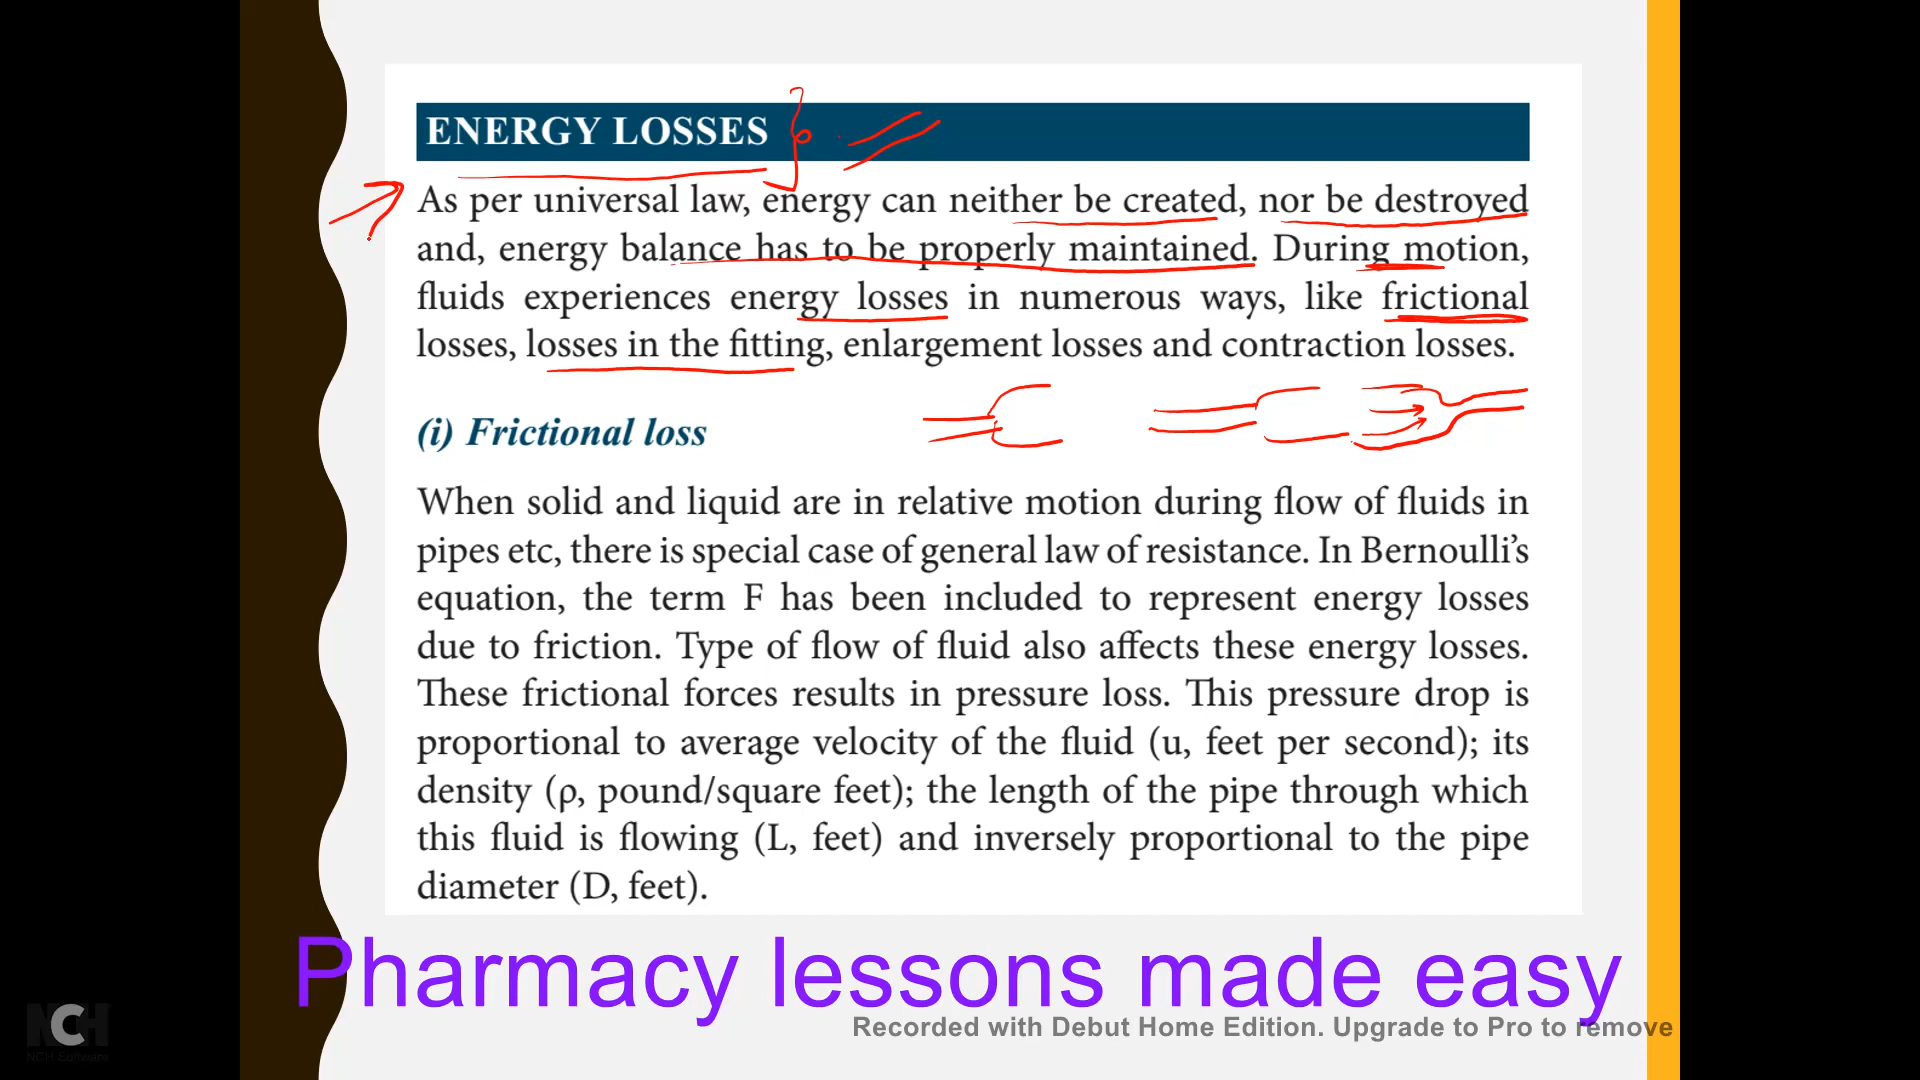 ENERGY LOSSES
As per universal law, energy can neither be created, nor be destroyed
and, energy balance has to be properly maintained. During motion,
fluids experiences energy losses in numerous ways, like frictional
losses, losses in the fitting, enlargement losses and contraction losses.
(i) Frictional loss
When solid and liquid are in relative motion during flow of fluids in
pipes etc, there is special case of general law of resistance. In Bernoulli’s
equation, the term F has been included to represent energy losses
due to friction. Type of flow of fluid also affects these energy losses.
These frictional forces results in pressure loss. This pressure drop is
proportional to average velocity of the fluid (u, feet per second); its
density (ρ, pound/square feet); the length of the pipe through which
this fluid is flowing (L, feet) and inversely proportional to the pipe
diameter (D, feet).
Pharmacy lessons made easy
Recorded with Debut Home Edition. Upgrade to Pro to remove
NCH
NCH Software